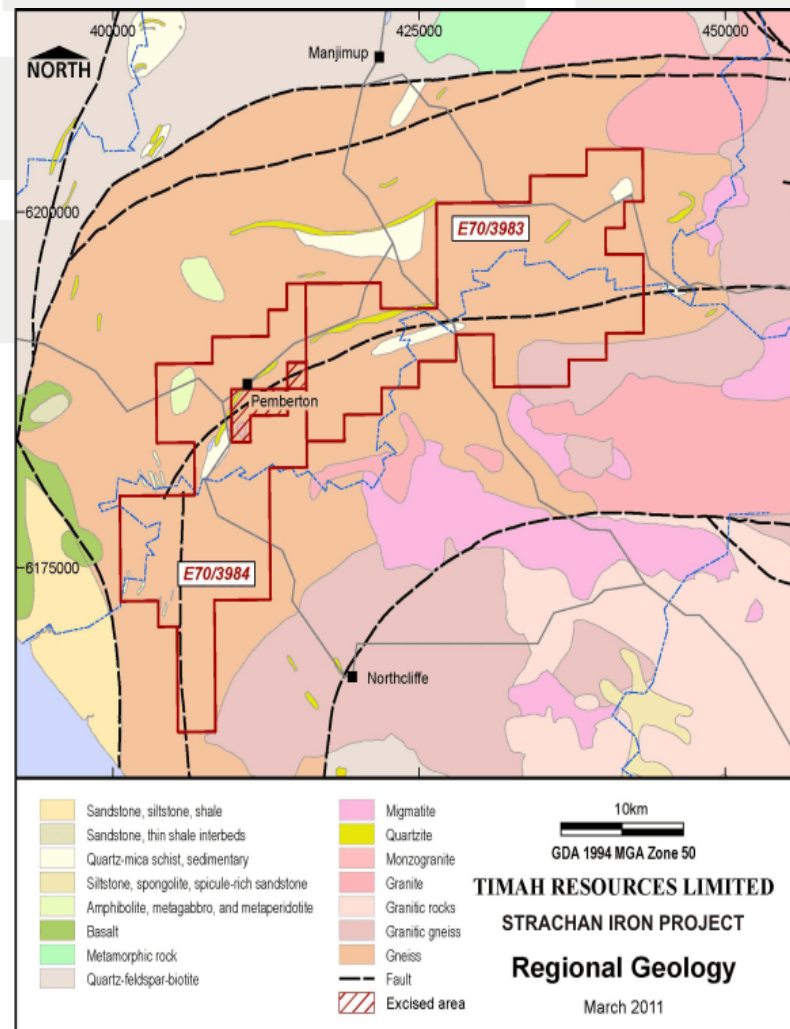 400000
425000
450000
Manjimup
NORTH
6200000
E70/3983
Pemberton
6175000
E70/3984
Northcliffe
Sandstone, siltstone, shale
Sandstone, thin shale interbeds
Quartz-mica schist, sedimentary
Siltstone, spongolite, spicule-rich sandstone
Amphibolite, metagabbro, and metaperidotite
Basalt
Metamorphic rock
Quartz-feldspar-biotite
Migmatite
Quartzite
Monzogranite
Granite
Granitic rocks
Granitic gneiss
Gneiss
Fault
Excised area
10km
GDA 1994 MGA Zone 50
TIMAH RESOURCES LIMITED
STRACHAN IRON PROJECT
Regional Geology
March 2011